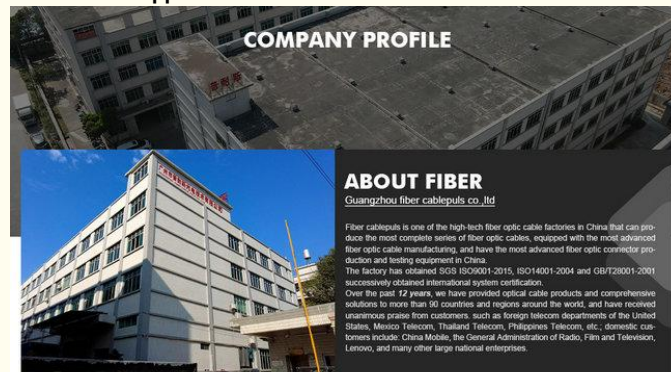 COMPANY PROFILE
ABOUT FIBER
Guangzhou fiber cablepuls co.,ltd
Fiber cablepuls is one of the high-tech fiber optic cable factories in China that can pro-
duce the most complete series of fiber optic cables, equipped with the most advanced
fiber optic cable manufacturing, and have the most advanced fiber optic connector pro-
duction and testing equipment in China.
The factory has obtained SGS ISO9001-2015, ISO14001-2004 and GB/T28001-2001
successively obtained international system certification.
Over the past 12 years, we have provided optical cable products and comprehensive
solutions to more than 90 countries and regions around the world, and have received
unanimous praise from customers. such as foreign telecom departments of the United
States, Mexico Telecom, Thailand Telecom, Philippines Telecom, etc.; domestic cus-
tomers include: China Mobile, the General Administration of Radio, Film and Television,
Lenovo, and many other large national enterprises.